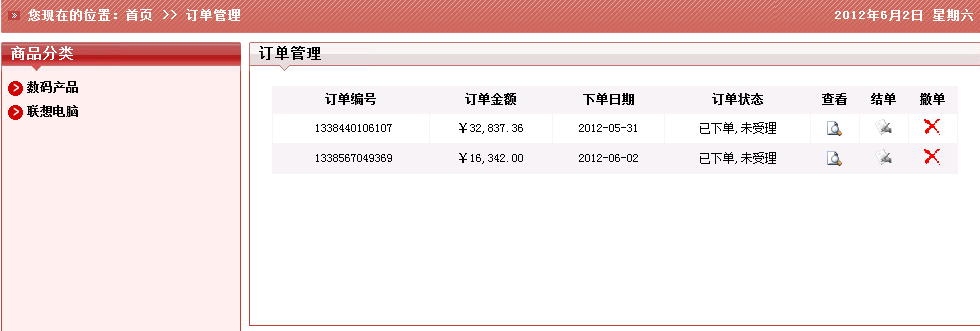 您现在的位置：首页 >> 订单管理
2012年6月2日 星期六
商品分类
数码产品
联想电脑
订单管理
订单编号 订单金额 下单日期 订单状态 查看 结单 撤单
1338440106107 ￥32,837.36 2012-05-31 已下单,未受理
1338567049369 ￥16,342.00 2012-06-02 已下单,未受理